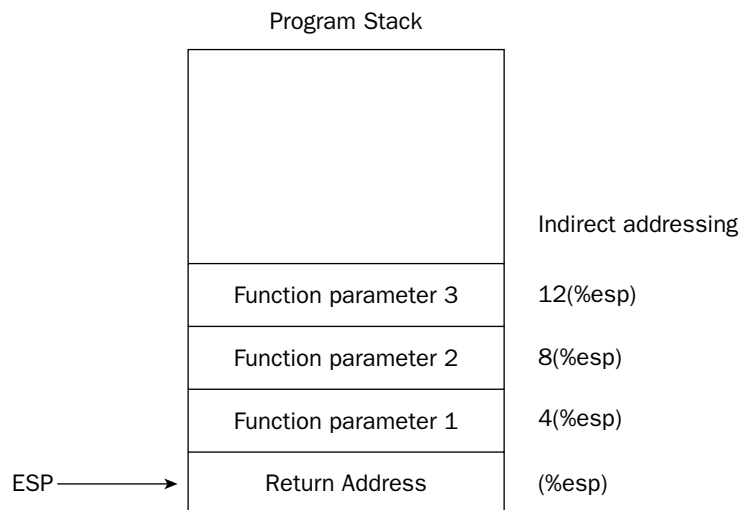 Program Stack
Indirect addressing
Function parameter 3 12(%esp)
Function parameter 2 8(%esp)
Function parameter 1 4(%esp)
ESP Return Address (%esp)